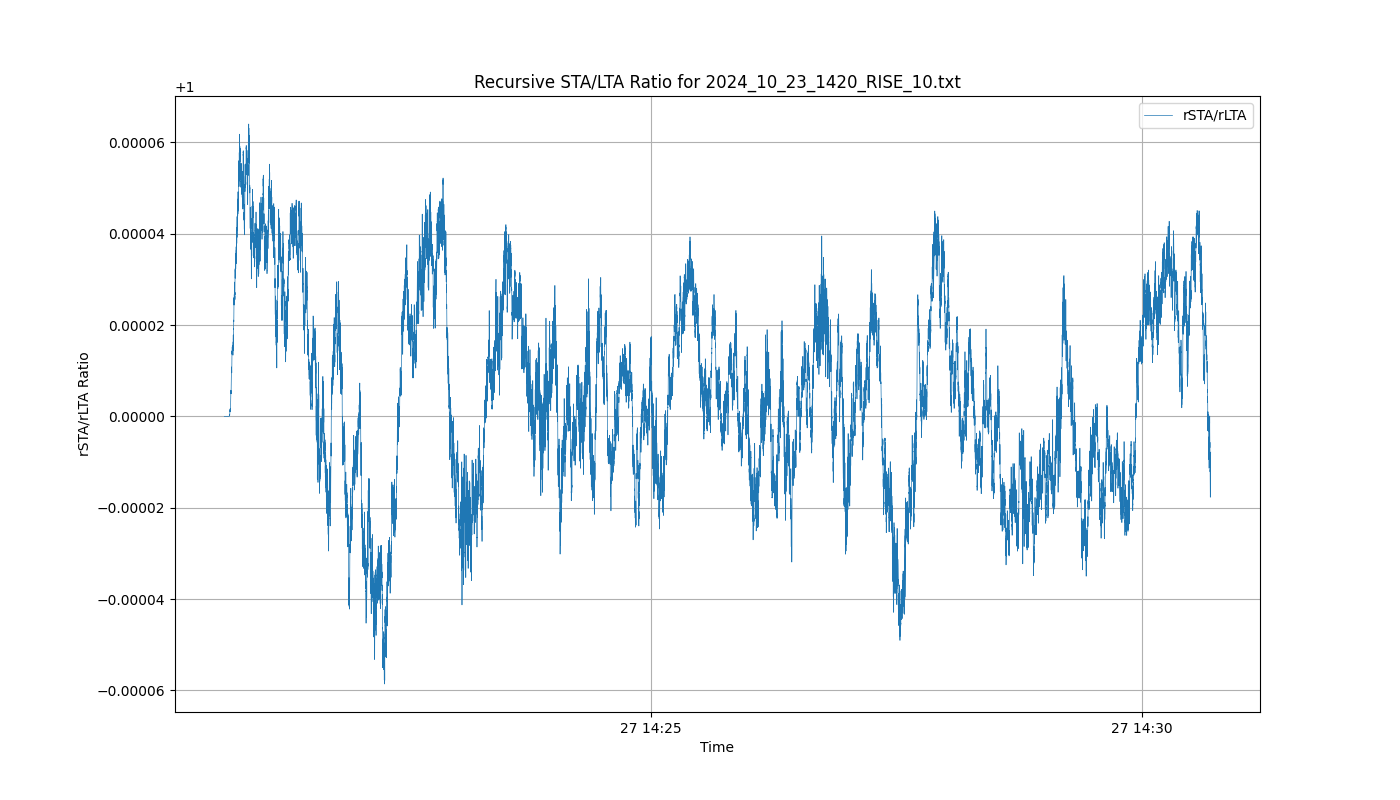 Recursive STA/LTA Ratio for 2024_10_23_1420_RISE_10.txt
+1
rSTA/rLTA
0.00006
0.00004
0.00002
0.00000
−0.00002
−0.00004
−0.00006
rSTA/rLTA Ratio
27 14:25
27 14:30
Time